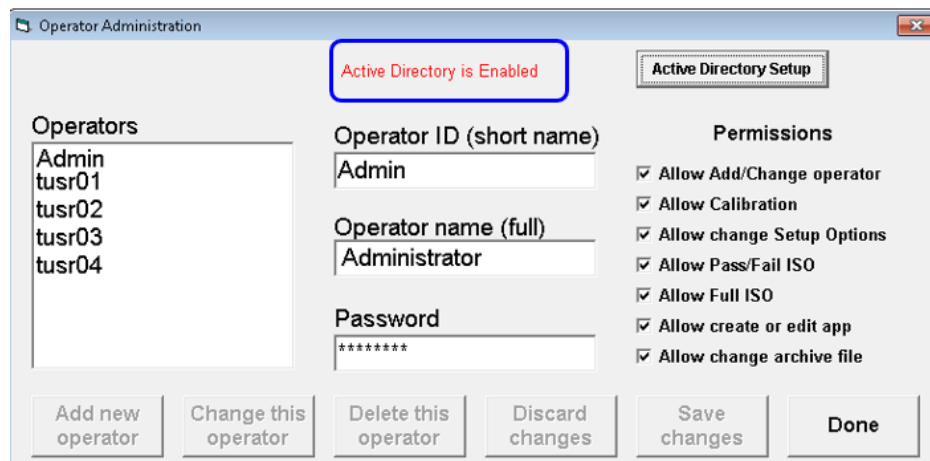 Operator Administration
Active Directory is Enabled
Active Directory Setup
Operators
Admin
tusr01
tusr02
tusr03
tusr04
Operator ID (short name)
Admin
Operator name (full)
Administrator
Password
********
Permissions
Allow Add/Change operator
Allow Calibration
Allow change Setup Options
Allow Pass/Fail ISO
Allow Full ISO
Allow create or edit app
Allow change archive file
Add new
operator
Change this
operator
Delete this
operator
Discard
changes
Save
changes
Done